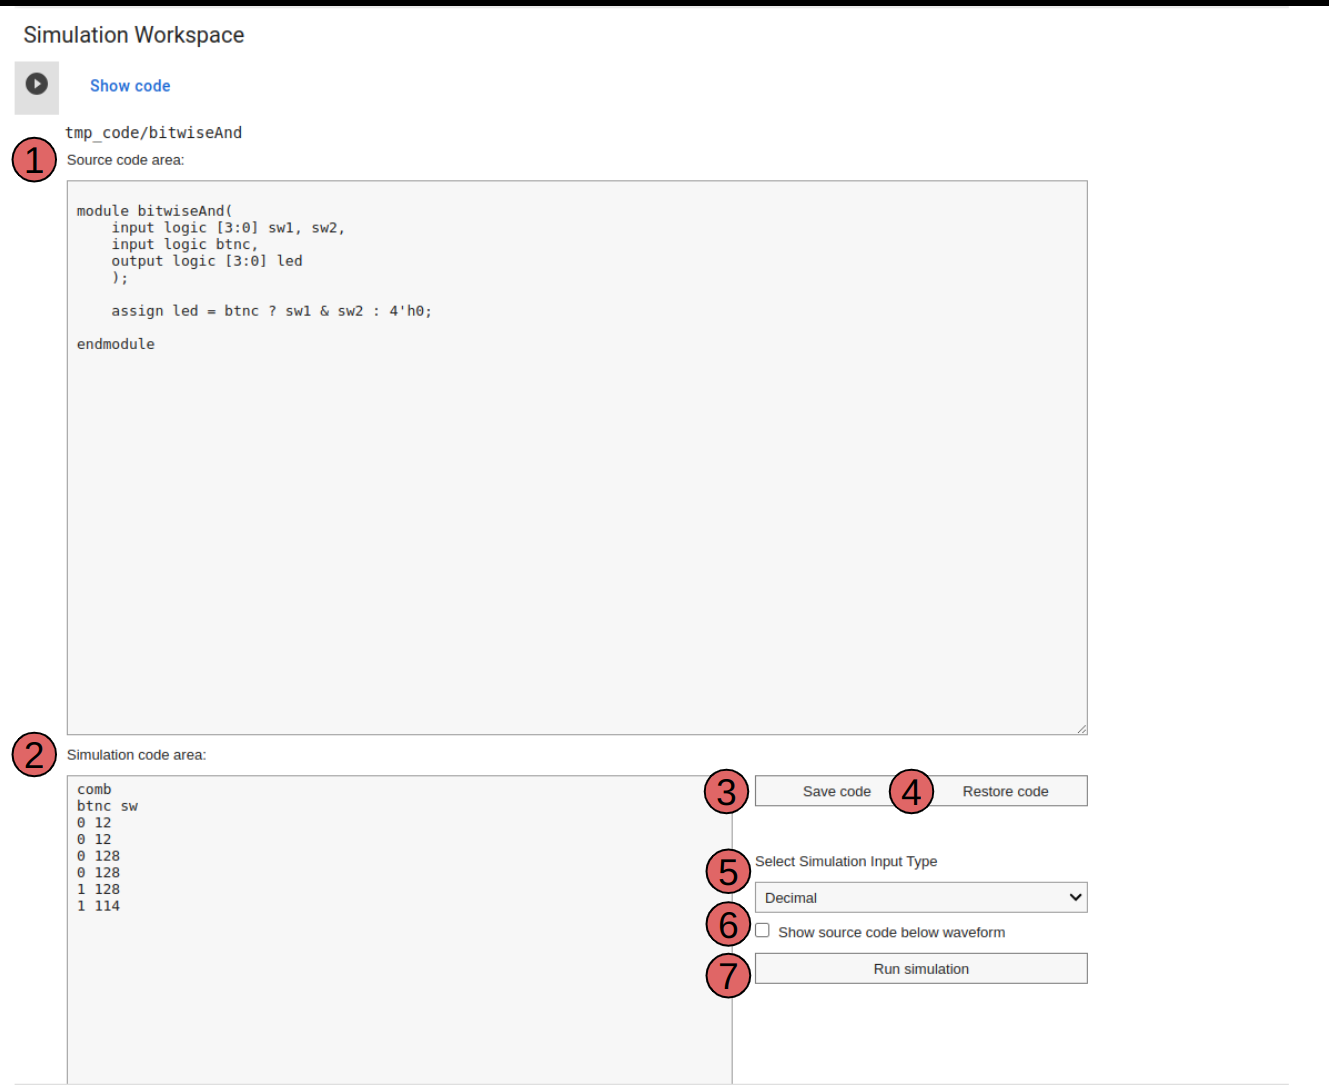 Simulation Workspace
Show code
tmp_code/bitwiseAnd
1 Source code area:
module bitwiseAnd(
    input logic [3:0] sw1, sw2,
    input logic btnc,
    output logic [3:0] led
    );
    assign led = btnc ? sw1 & sw2 : 4'h0;
endmodule
2 Simulation code area:
comb
btnc sw
0 12
0 12
0 128
0 128
1 128
1 114
3 Save code 4 Restore code
5 Select Simulation Input Type
Decimal
6 Show source code below waveform
7 Run simulation